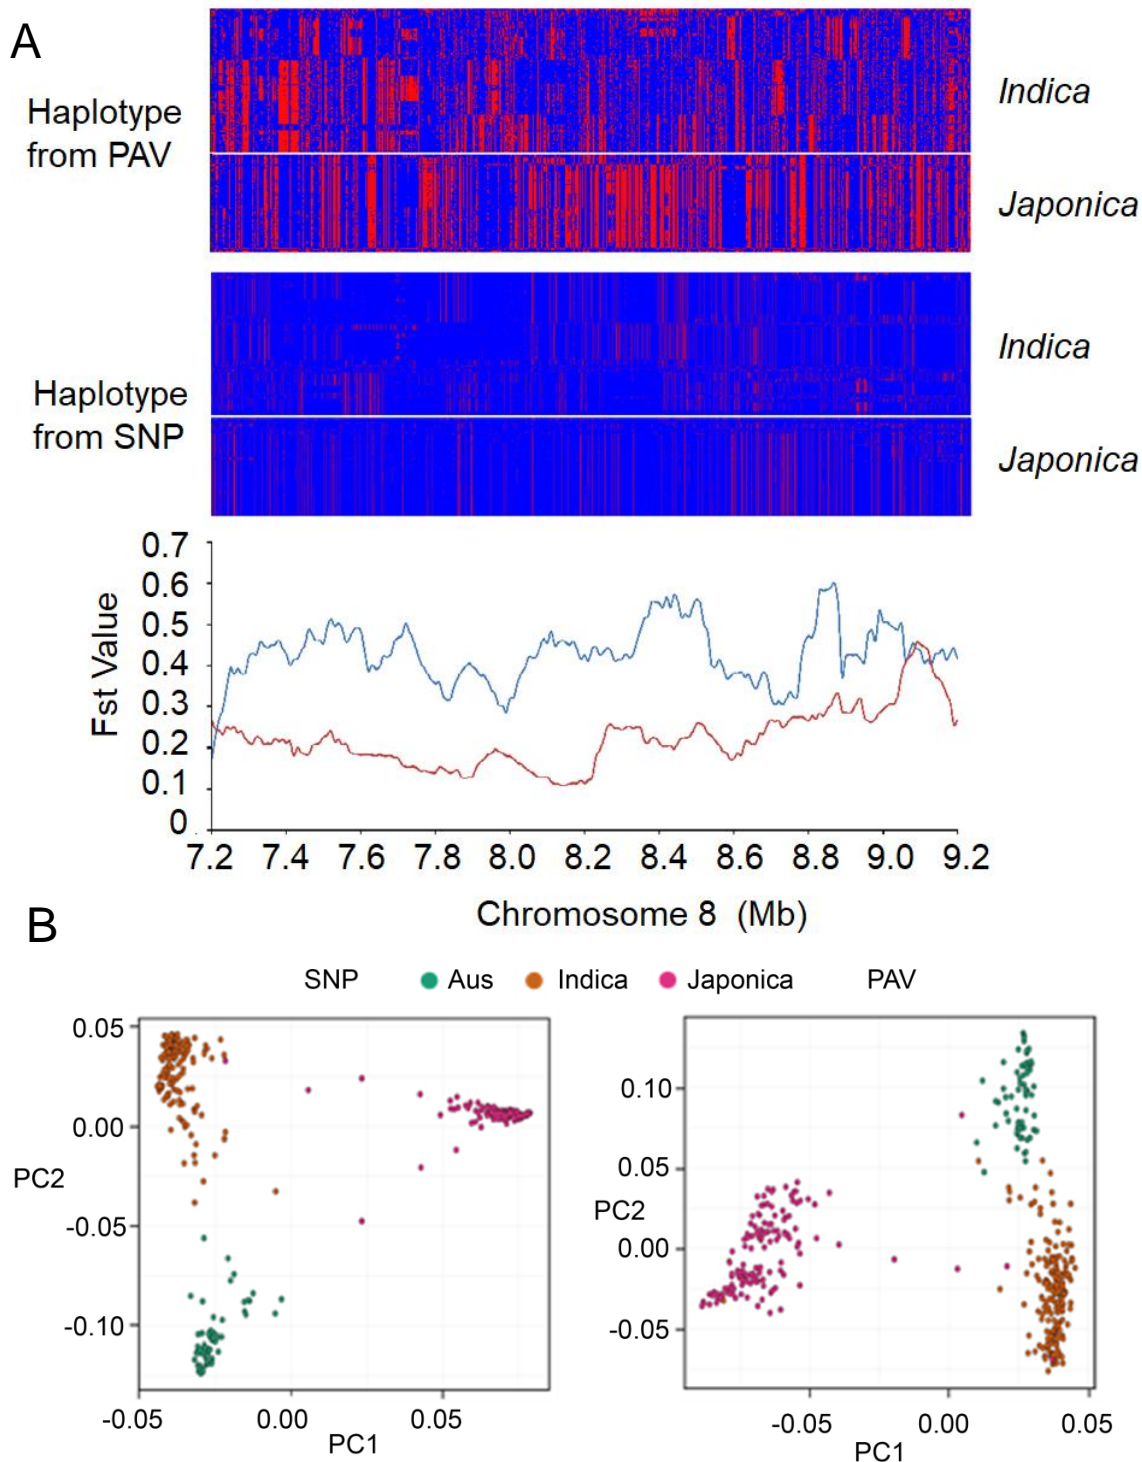 A
Haplotype
from PAV
Indica
Japonica
Haplotype
from SNP
Indica
Japonica
Fst Value
0.7
0.6
0.5
0.4
0.3
0.2
0.1
0
7.2 7.4 7.6 7.8 8.0 8.2 8.4 8.6 8.8 9.0 9.2
Chromosome 8 (Mb)
B
SNP Aus Indica Japonica PAV
PC2
0.05
0.00
-0.05
-0.10
-0.05 0.00 0.05
PC1
PC2
0.10
0.05
0.00
-0.05
-0.05 0.00 0.05
PC1